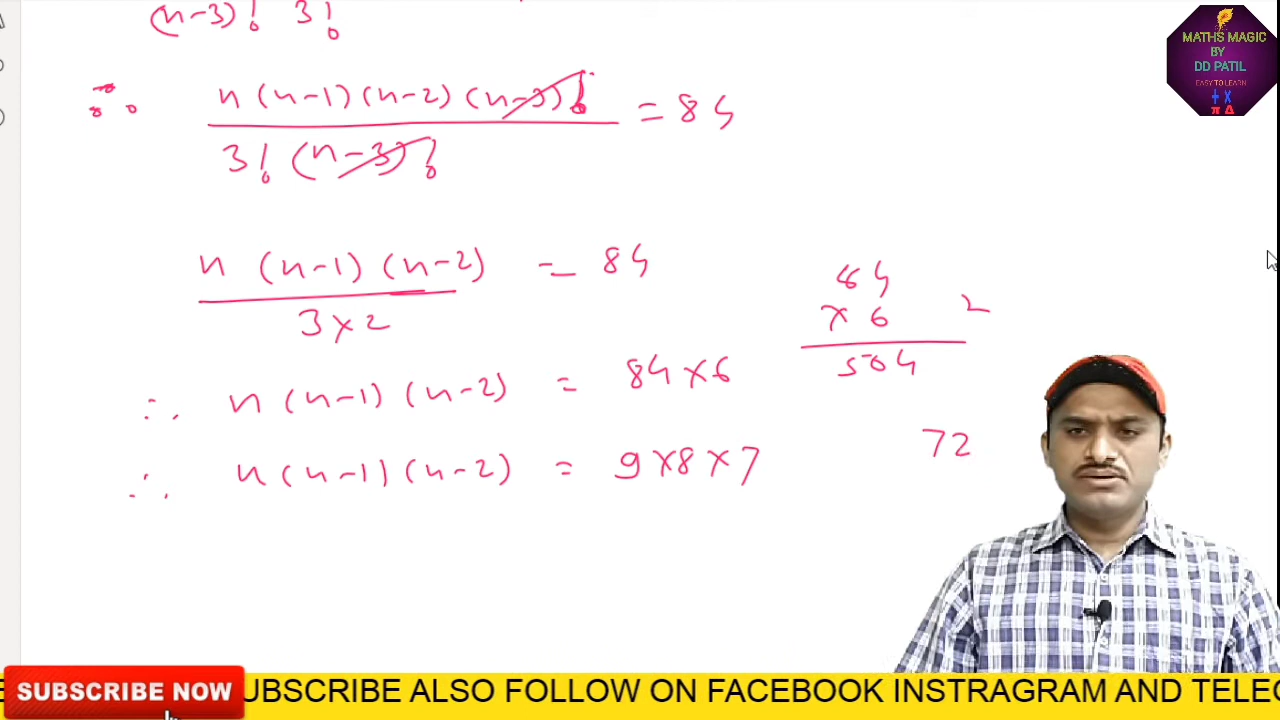 (n-3)! 3!
MATHS MAGIC
BY
DD PATIL
EASY TO LEARN
+ X
π Δ
∴ n (n-1) (n-2) (n-3)! / 3! (n-3)! = 84
n (n-1) (n-2) / 3×2 = 84
84
× 6 2
504
∴ n (n-1) (n-2) = 84×6
72
∴ n (n-1) (n-2) = 9×8×7
SUBSCRIBE NOW
UBSCRIBE ALSO FOLLOW ON FACEBOOK INSTRAGRAM AND TELE